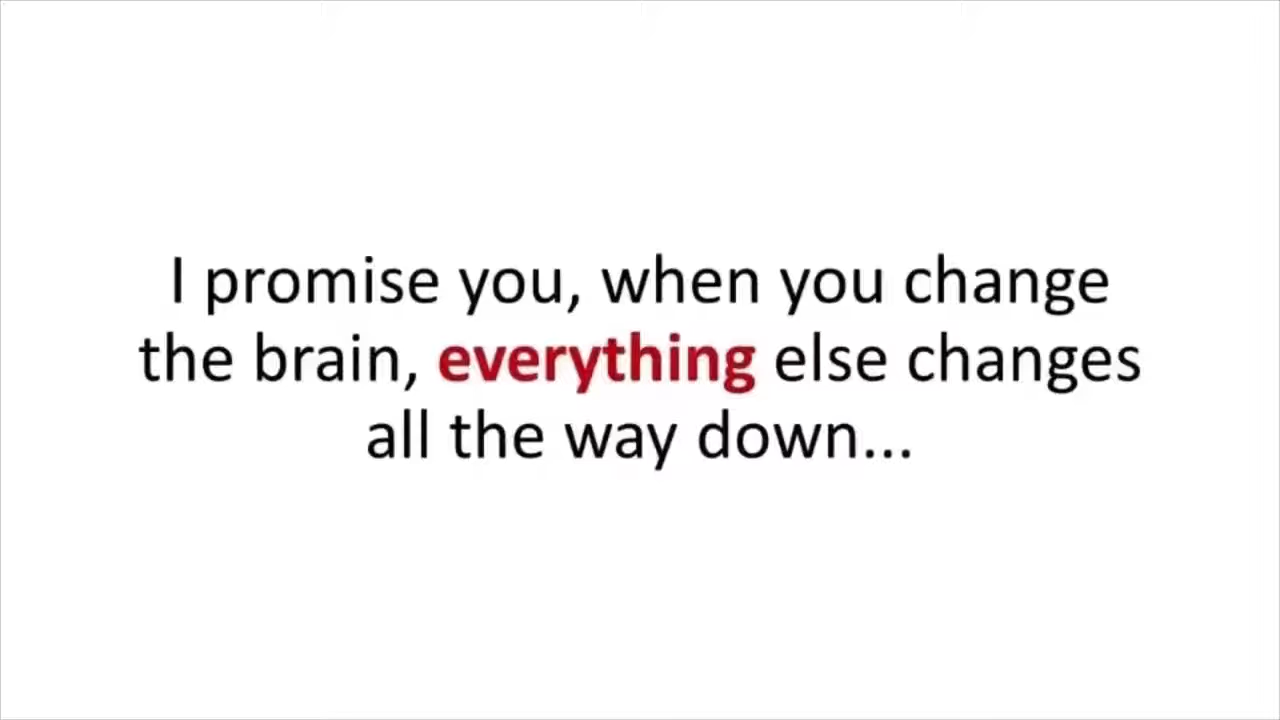 I promise you, when you change
the brain, everything else changes
all the way down...